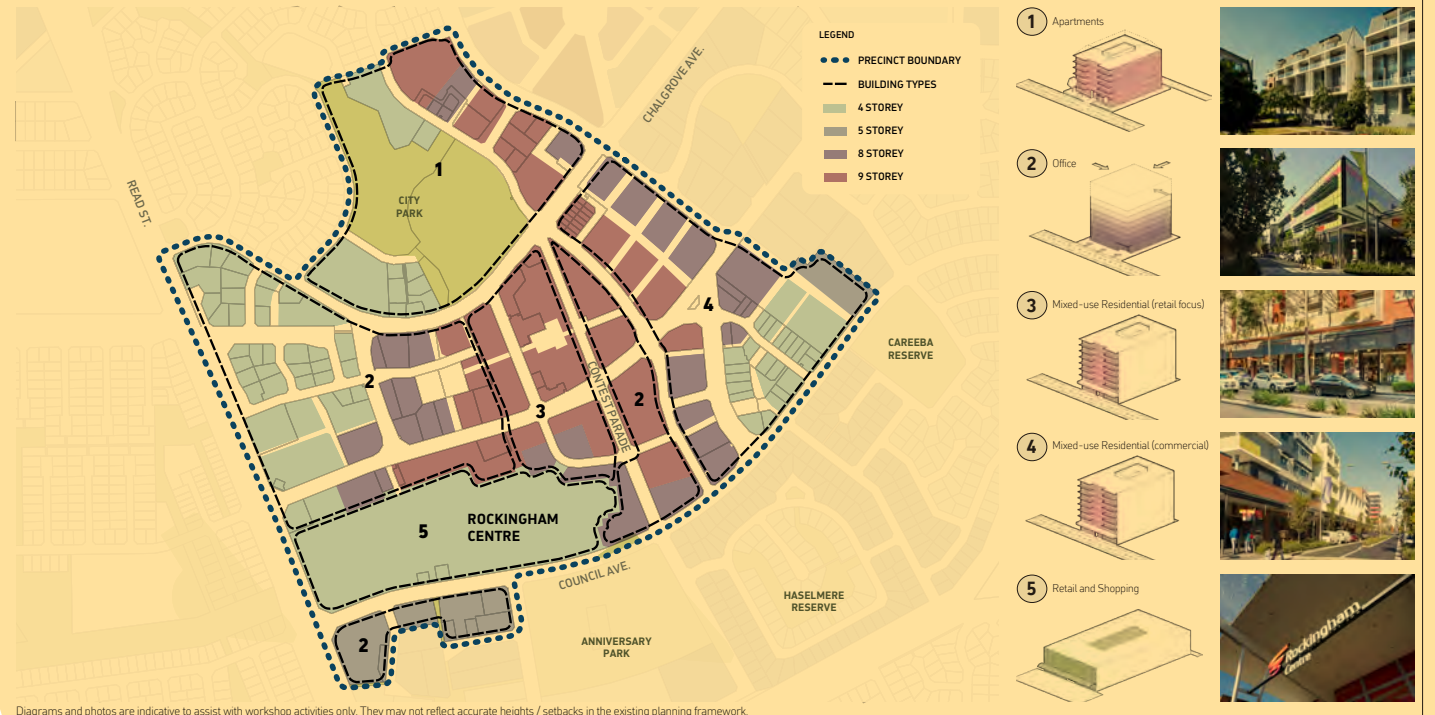 LEGEND
PRECINCT BOUNDARY
BUILDING TYPES
4 STOREY
5 STOREY
8 STOREY
9 STOREY
CHALGROVE AVE.
READ ST.
1
CITY
PARK
4
CAREEBA
RESERVE
2
3
CONTEST PARADE
2
5
ROCKINGHAM
CENTRE
COUNCIL AVE.
HASELMERE
RESERVE
ANNIVERSARY
PARK
2
1 Apartments
2 Office
3 Mixed-use Residential (retail focus)
4 Mixed-use Residential (commercial)
5 Retail and Shopping
Rockingham
Centre
Diagrams and photos are indicative to assist with workshop activities only. They may not reflect accurate heights / setbacks in the existing planning framework.